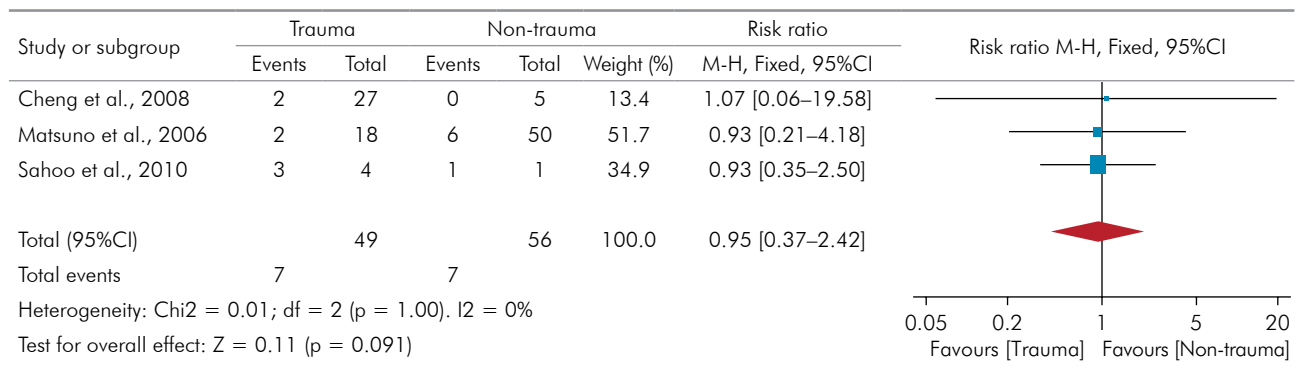 Study or subgroup Trauma Non-trauma Risk ratio Risk ratio M-H, Fixed, 95%CI
Events Total Events Total Weight (%) M-H, Fixed, 95%CI
Cheng et al., 2008 2 27 0 5 13.4 1.07 [0.06–19.58]
Matsuno et al., 2006 2 18 6 50 51.7 0.93 [0.21–4.18]
Sahoo et al., 2010 3 4 1 1 34.9 0.93 [0.35–2.50]
Total (95%CI) 49 56 100.0 0.95 [0.37–2.42]
Total events 7 7
Heterogeneity: Chi2 = 0.01; df = 2 (p = 1.00). I2 = 0%
Test for overall effect: Z = 0.11 (p = 0.091)
0.05 0.2 1 5 20
Favours [Trauma] Favours [Non-trauma]